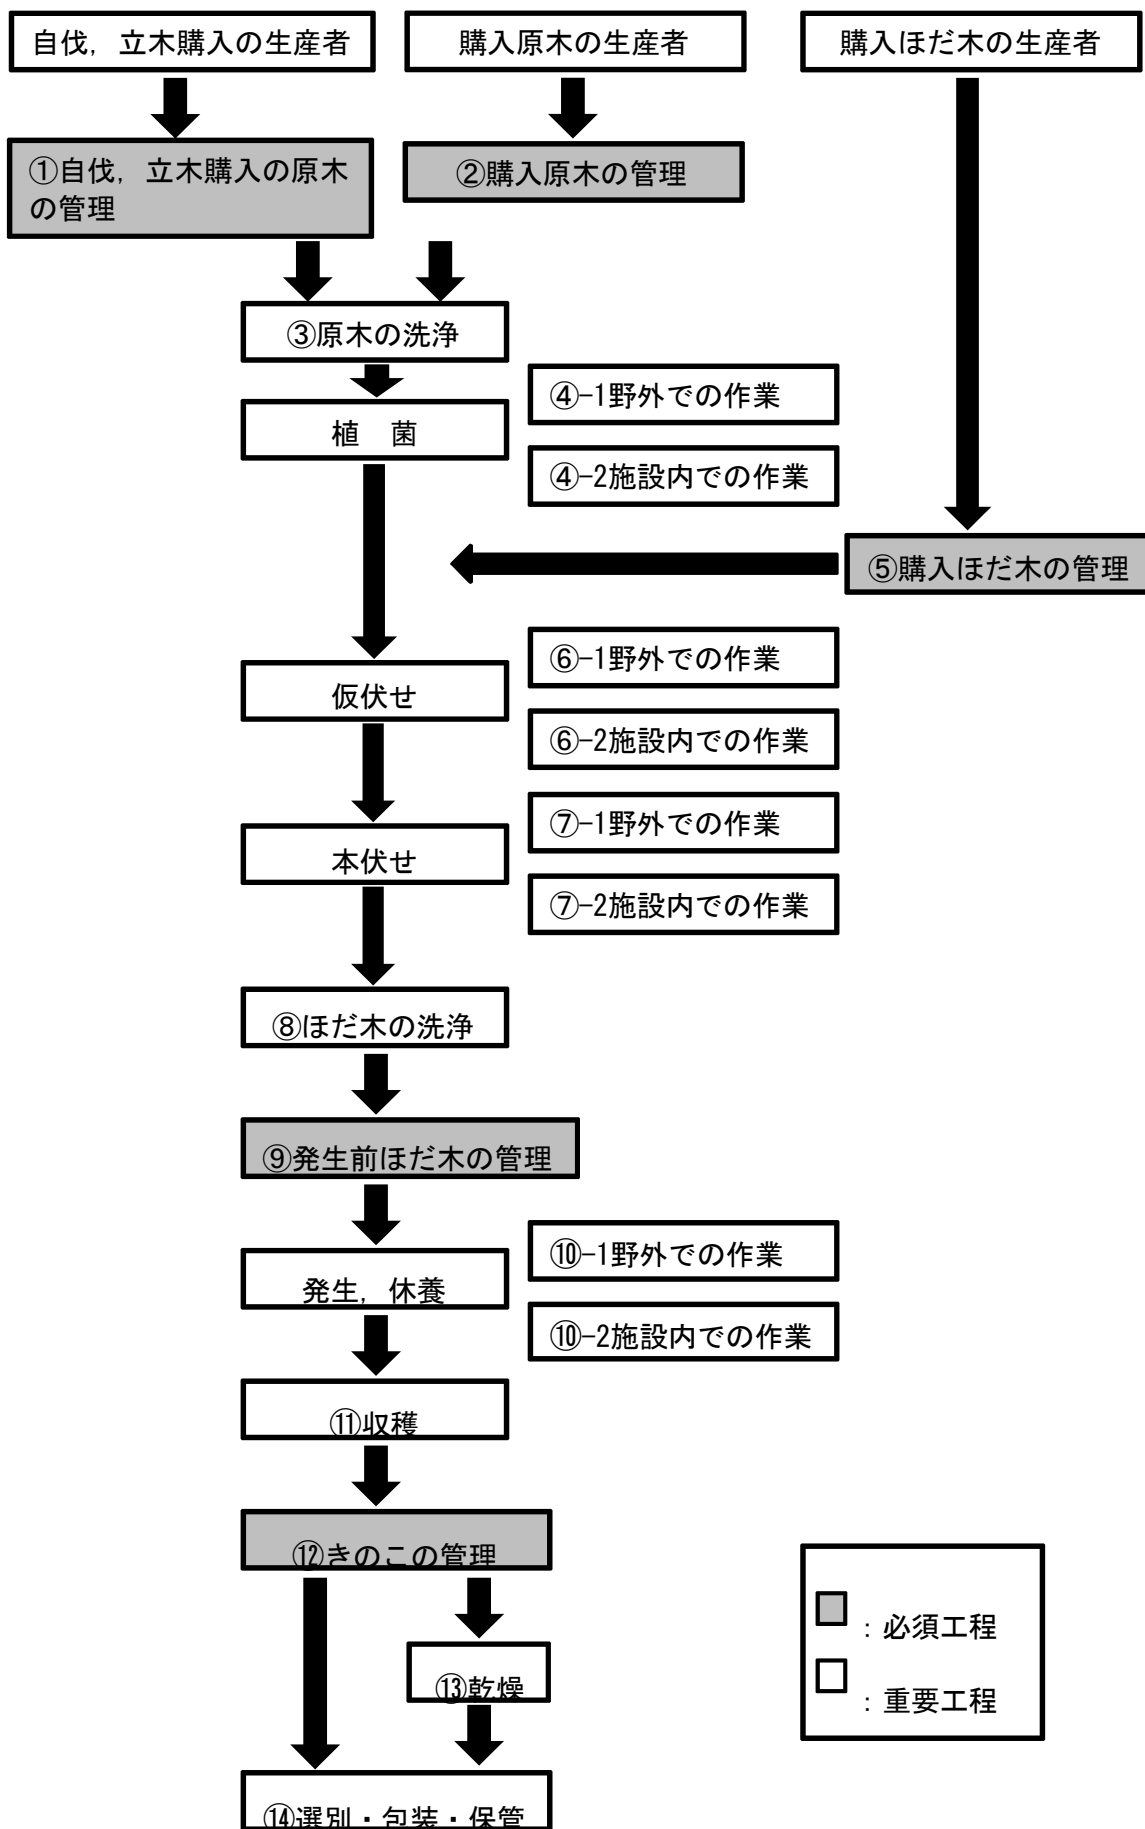 自伐，立木購入の生産者
購入原木の生産者
購入ほだ木の生産者
①自伐，立木購入の原木
の管理
②購入原木の管理
③原木の洗浄
植　菌
④-1野外での作業
④-2施設内での作業
⑤購入ほだ木の管理
仮伏せ
⑥-1野外での作業
⑥-2施設内での作業
本伏せ
⑦-1野外での作業
⑦-2施設内での作業
⑧ほだ木の洗浄
⑨発生前ほだ木の管理
発生，休養
⑩-1野外での作業
⑩-2施設内での作業
⑪収穫
⑫きのこの管理
⑬乾燥
⑭選別・包装・保管
：必須工程
：重要工程